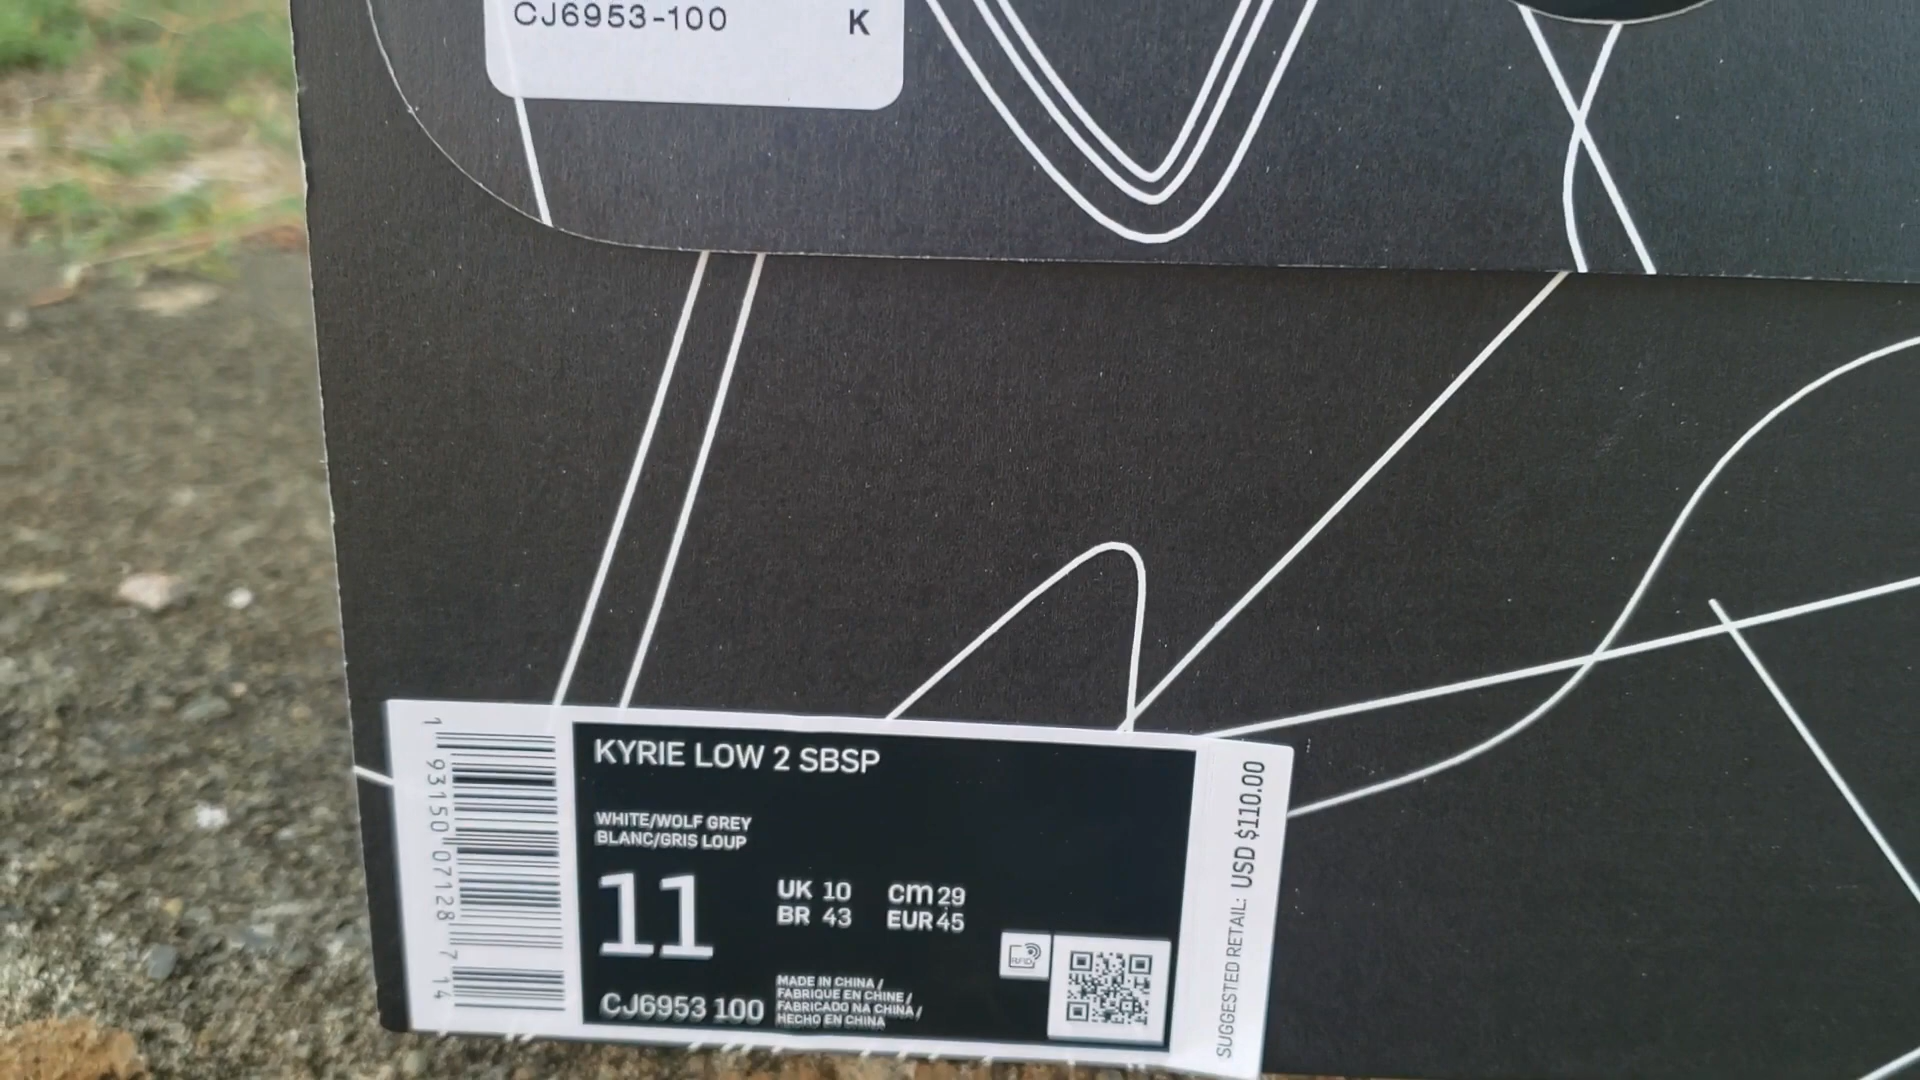 CJ6953-100 K
KYRIE LOW 2 SBSP
WHITE/WOLF GREY
BLANC/GRIS LOUP
11
UK 10 cm 29
BR 43 EUR 45
CJ6953 100
MADE IN CHINA /
FABRIQUE EN CHINE /
FABRICADO NA CHINA /
HECHO EN CHINA
RFID
1 93150 07128 7 14
SUGGESTED RETAIL: USD $110.00